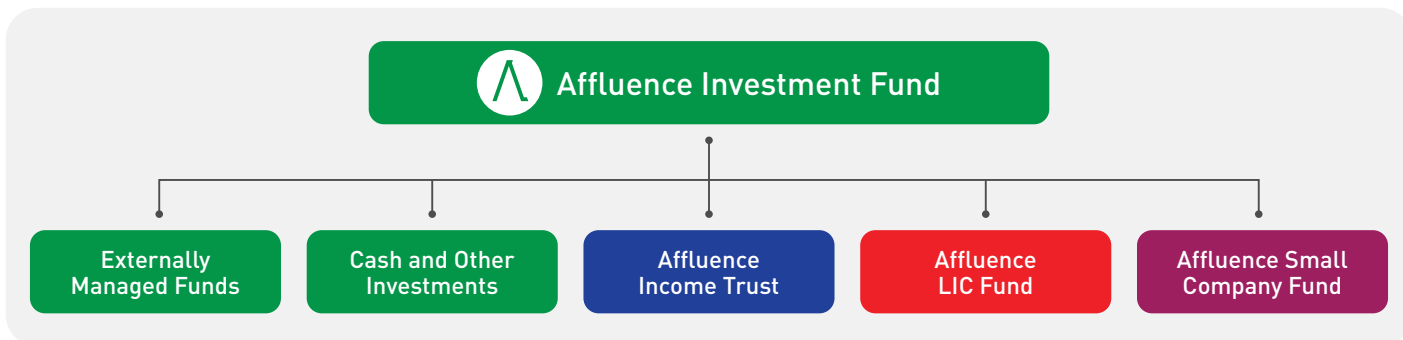 Affluence Investment Fund
Externally
Managed Funds
Cash and Other
Investments
Affluence
Income Trust
Affluence
LIC Fund
Affluence Small
Company Fund